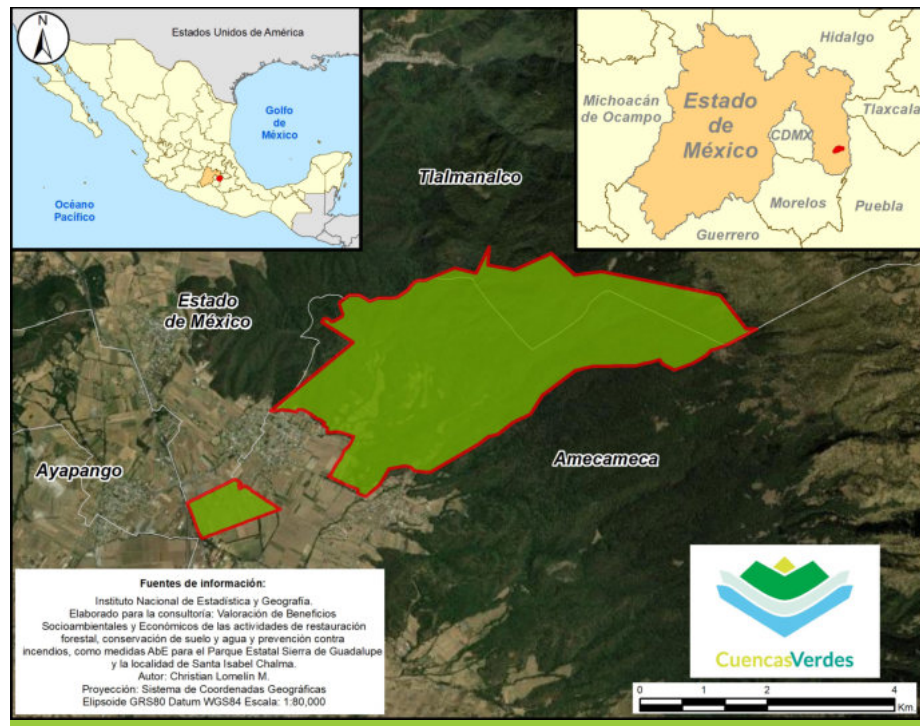 N
Estados Unidos de América
Golfo
de
México
Océano
Pacífico
Hidalgo
Michoacán
de Ocampo
Estado
de
México
CDMX
Tlaxcala
Morelos
Puebla
Guerrero
Tlalmanalco
Estado
de México
Ayapango
Amecameca
Fuentes de información:
Instituto Nacional de Estadística y Geografía.
Elaborado para la consultoría: Valoración de Beneficios
Socioambientales y Económicos de las actividades de restauración
forestal, conservación de suelo y agua y prevención contra
incendios, como medidas AbE para el Parque Estatal Sierra de Guadalupe
y la localidad de Santa Isabel Chalma.
Autor: Christian Lomelín M.
Proyección: Sistema de Coordenadas Geográficas
Elipsoide GRS80 Datum WGS84 Escala: 1:80,000
CuencasVerdes
0 1 2 4
Km